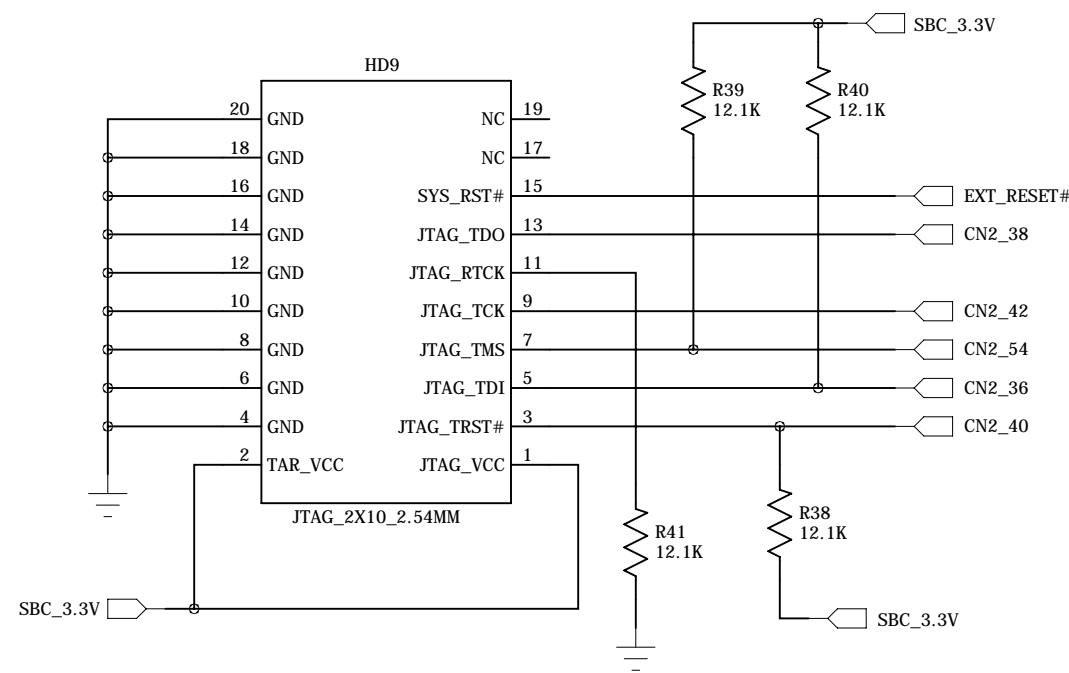 SBC_3.3V
HD9
R39
12.1K
R40
12.1K
20 GND NC 19
18 GND NC 17
16 GND SYS_RST# 15 EXT_RESET#
14 GND JTAG_TDO 13 CN2_38
12 GND JTAG_RTCK 11
10 GND JTAG_TCK 9 CN2_42
8 GND JTAG_TMS 7 CN2_54
6 GND JTAG_TDI 5 CN2_36
4 GND JTAG_TRST# 3 CN2_40
2 TAR_VCC JTAG_VCC 1
JTAG_2X10_2.54MM
R38
12.1K
R41
12.1K
SBC_3.3V
SBC_3.3V